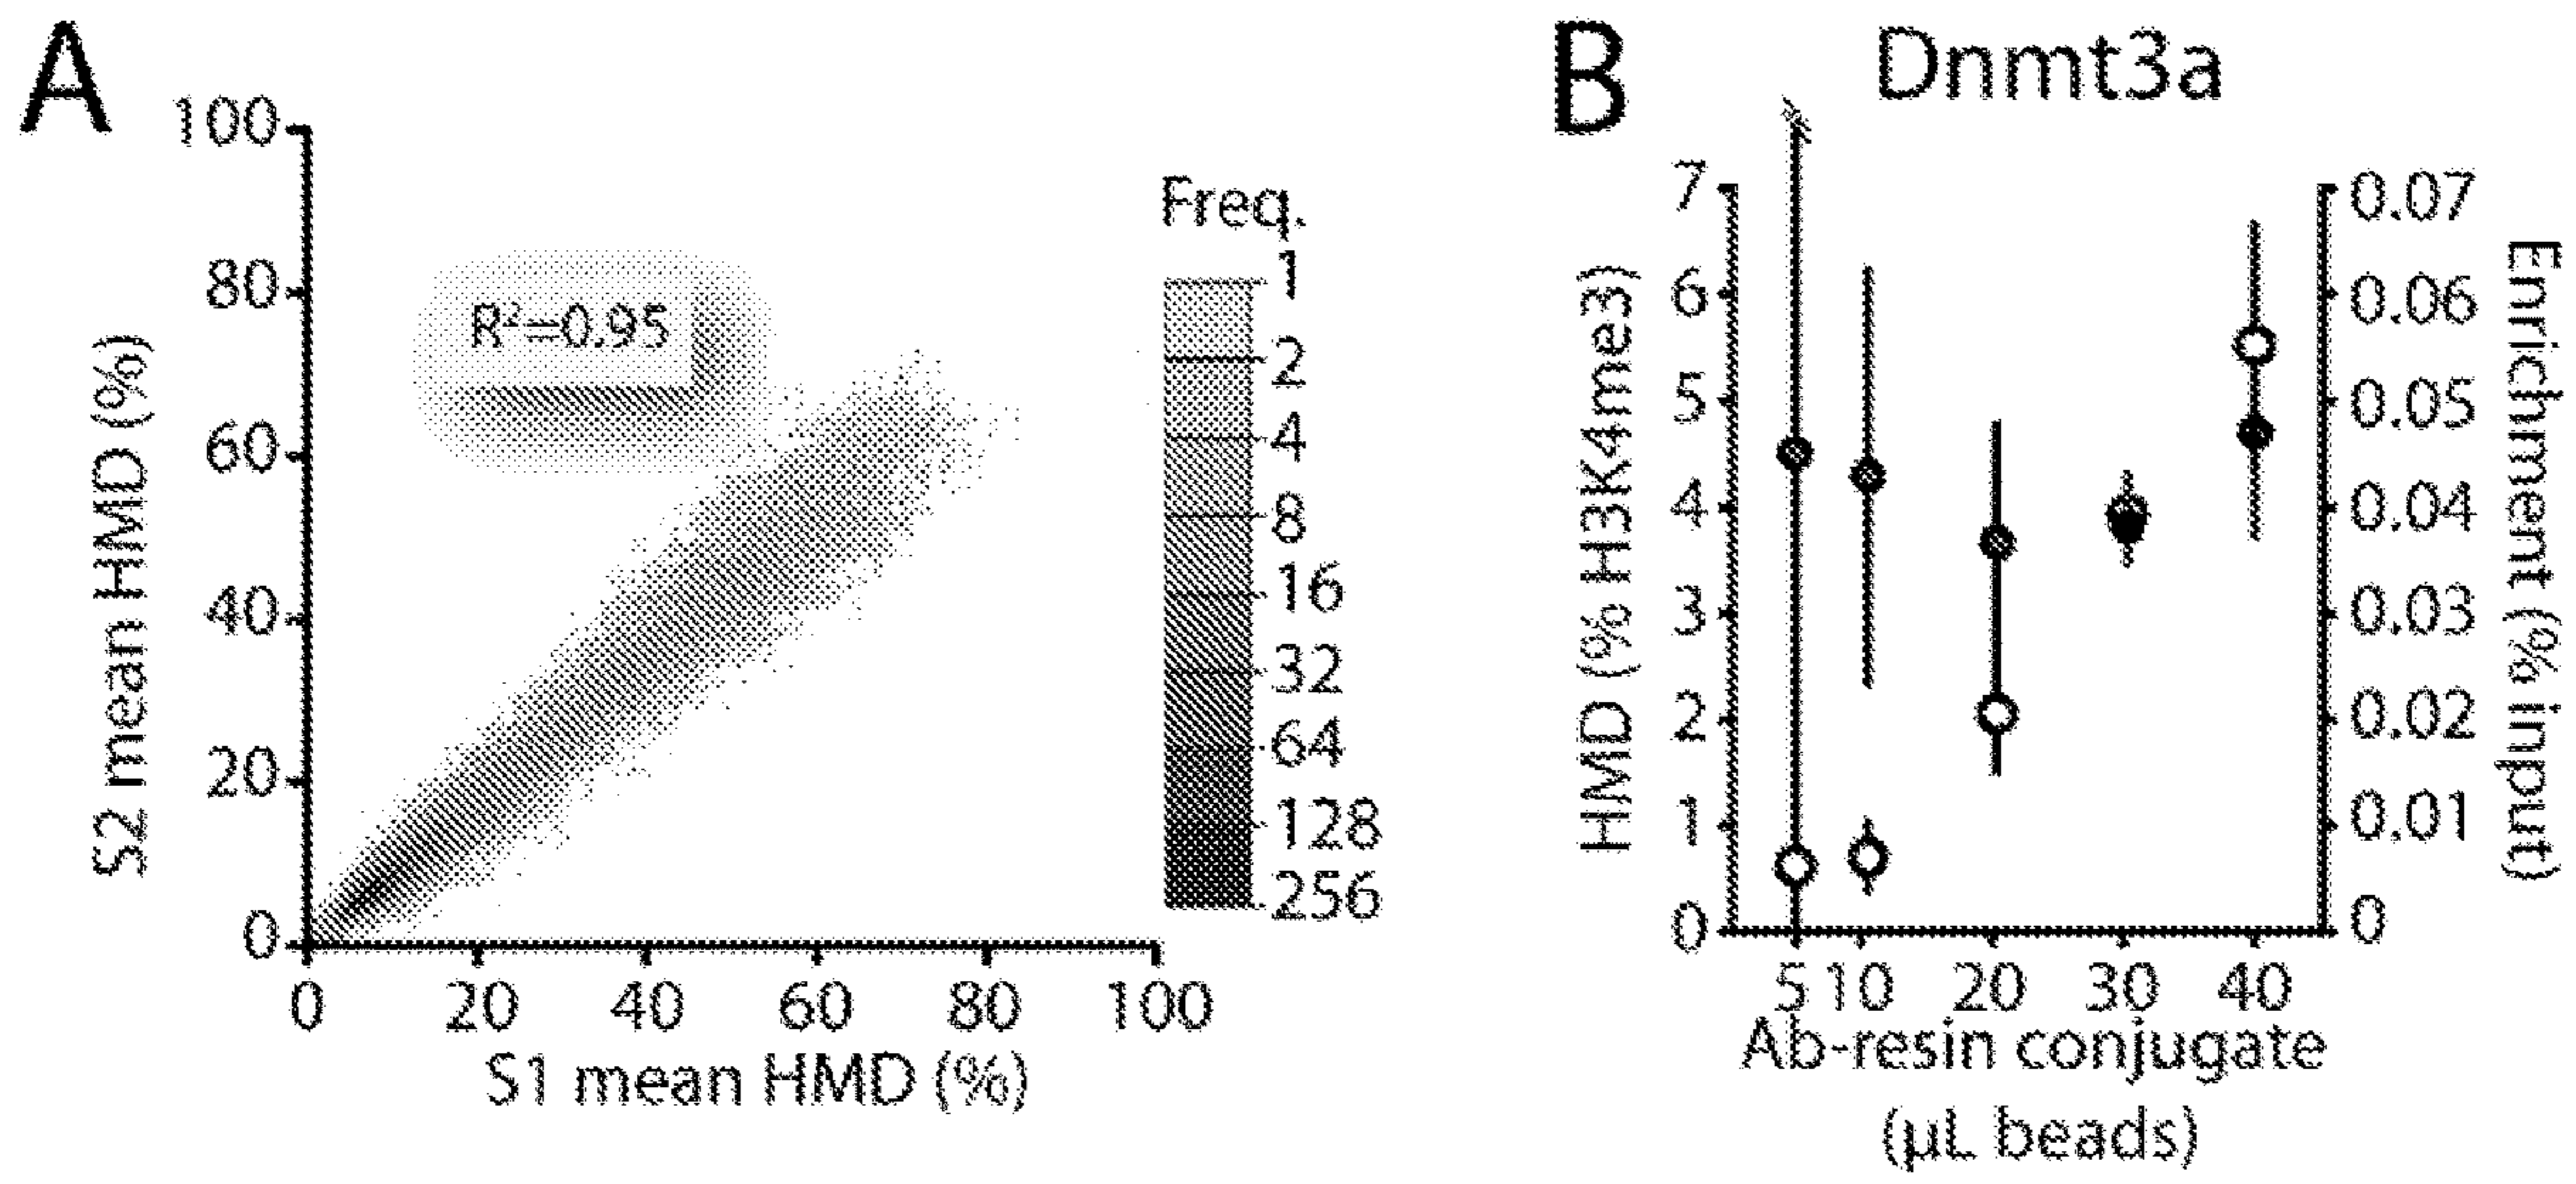 A
100
80
60
40
20
0
S2 mean HMD (%)
R²=0.95
0 20 40 60 80 100
S1 mean HMD (%)
Freq.
1
2
4
8
16
32
64
128
256
B
Dnmt3a
7
6
5
4
3
2
1
0
HMD (% H3K4me3)
0.07
0.06
0.05
0.04
0.03
0.02
0.01
0
Enrichment (% input)
5 10 20 30 40
Ab-resin conjugate
(µL beads)